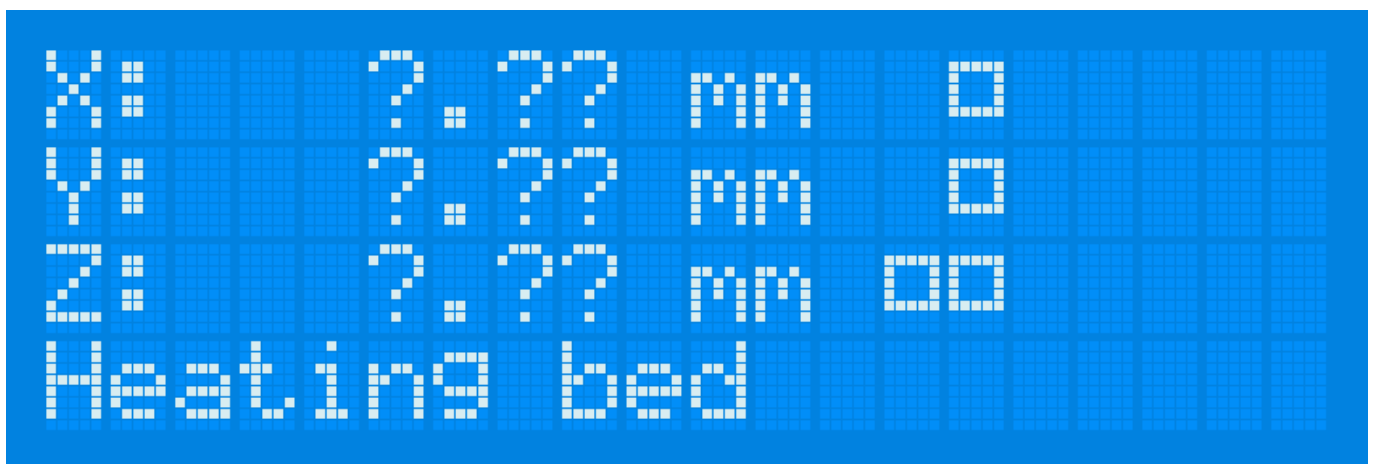 X:   ?.?? mm  □
Y:   ?.?? mm  □
Z:   ?.?? mm □□
Heating bed